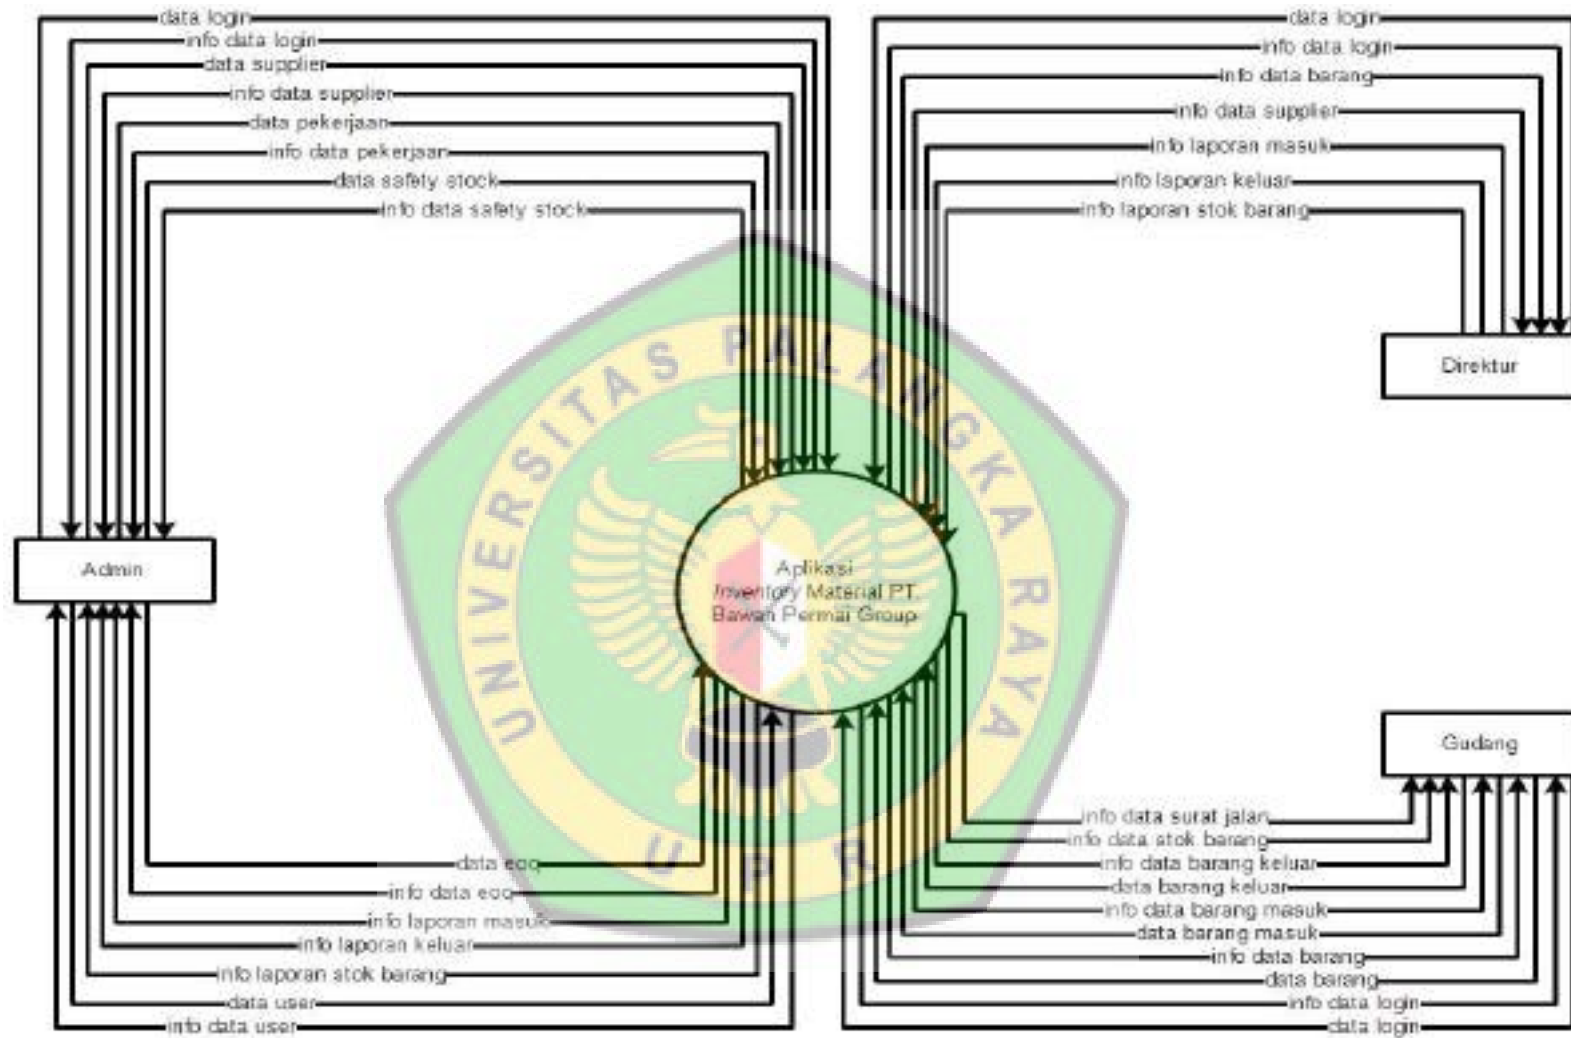 data login
info data login
data supplier
info data supplier
data pekerjaan
info data pekerjaan
data safety stock
info data safety stock
data login
info data login
info data barang
info data supplier
info laporan masuk
info laporan keluar
info laporan stok barang
UNIVERSITAS PALANGKA RAYA
Direktur
Admin
Aplikasi
Inventory Material PT.
Bawan Permai Group
Gudang
UPR
data eoq
info data eoq
info laporan masuk
info laporan keluar
info laporan stok barang
data user
info data user
info data surat jalan
info data stok barang
info data barang keluar
data barang keluar
info data barang masuk
data barang masuk
info data barang
data barang
info data login
data login